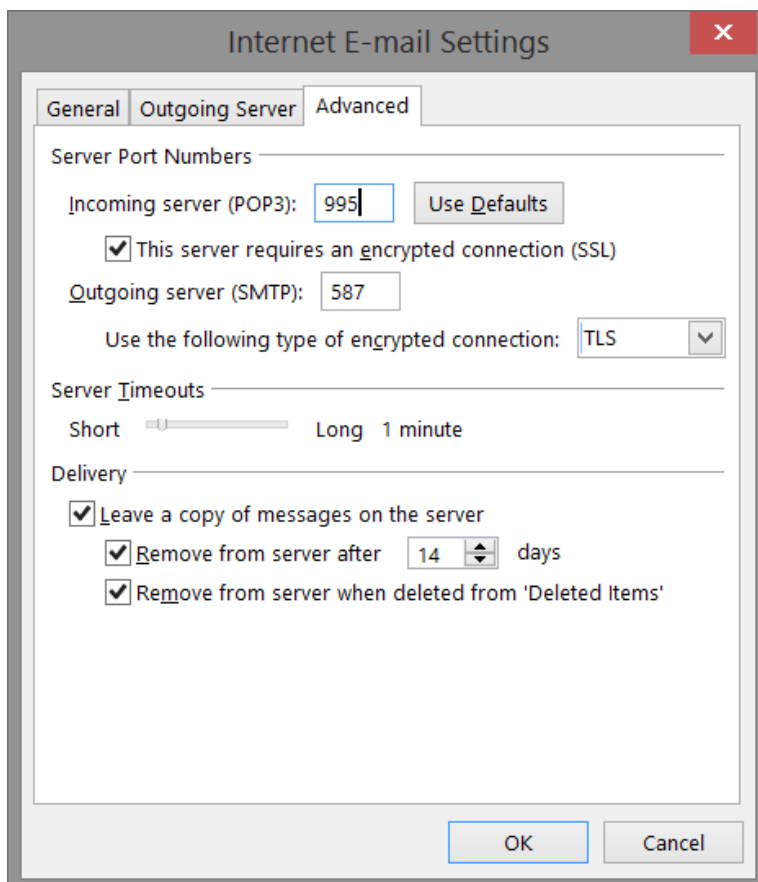 Internet E-mail Settings
General Outgoing Server Advanced
Server Port Numbers
Incoming server (POP3): 995 Use Defaults
This server requires an encrypted connection (SSL)
Outgoing server (SMTP): 587
Use the following type of encrypted connection: TLS
Server Timeouts
Short Long 1 minute
Delivery
Leave a copy of messages on the server
Remove from server after 14 days
Remove from server when deleted from 'Deleted Items'
OK Cancel